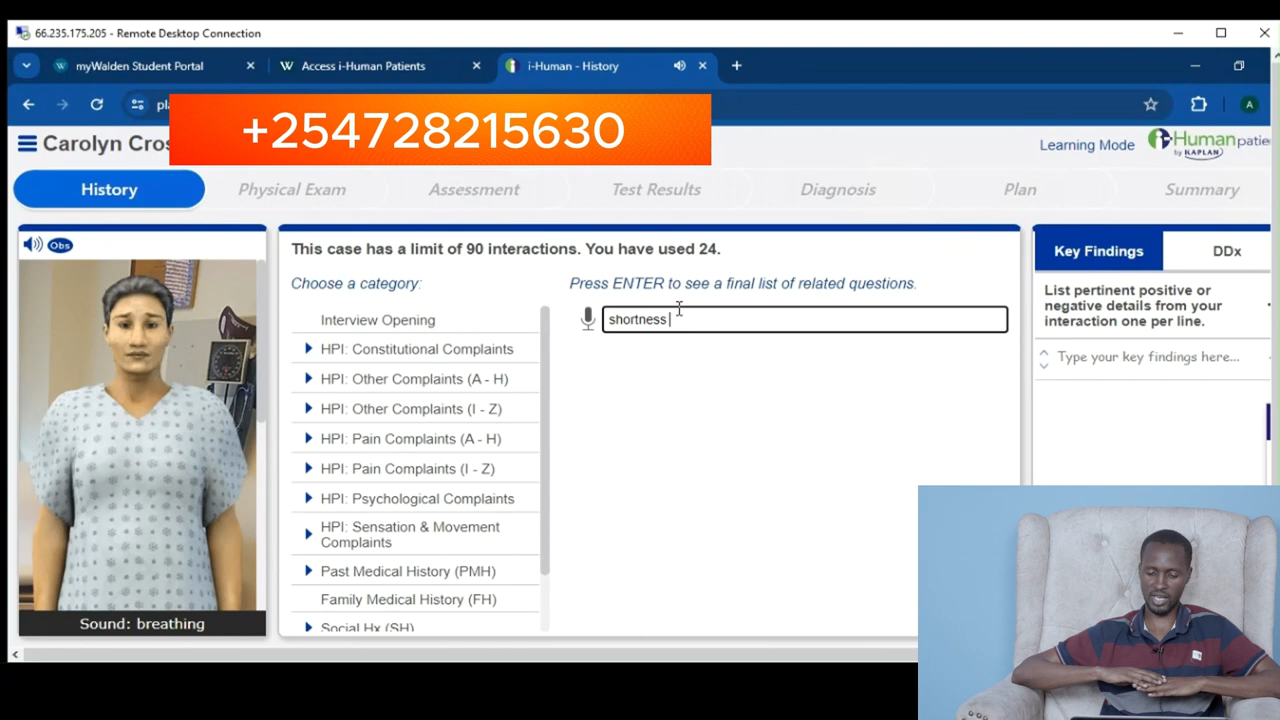 66.235.175.205 - Remote Desktop Connection
myWalden Student Portal
Access i-Human Patients
i-Human - History
+254728215630
A
Learning Mode
i-Human
by KAPLAN
History
Physical Exam
Assessment
Test Results
Diagnosis
Plan
Summary
Obs
This case has a limit of 90 interactions. You have used 24.
Choose a category:
Press ENTER to see a final list of related questions.
shortness
Interview Opening
HPI: Constitutional Complaints
HPI: Other Complaints (A - H)
HPI: Other Complaints (I - Z)
HPI: Pain Complaints (A - H)
HPI: Pain Complaints (I - Z)
HPI: Psychological Complaints
HPI: Sensation & Movement
Complaints
Past Medical History (PMH)
Family Medical History (FH)
Social Hx (SH)
Key Findings
DDx
List pertinent positive or
negative details from your
interaction one per line.
Type your key findings here...
Sound: breathing